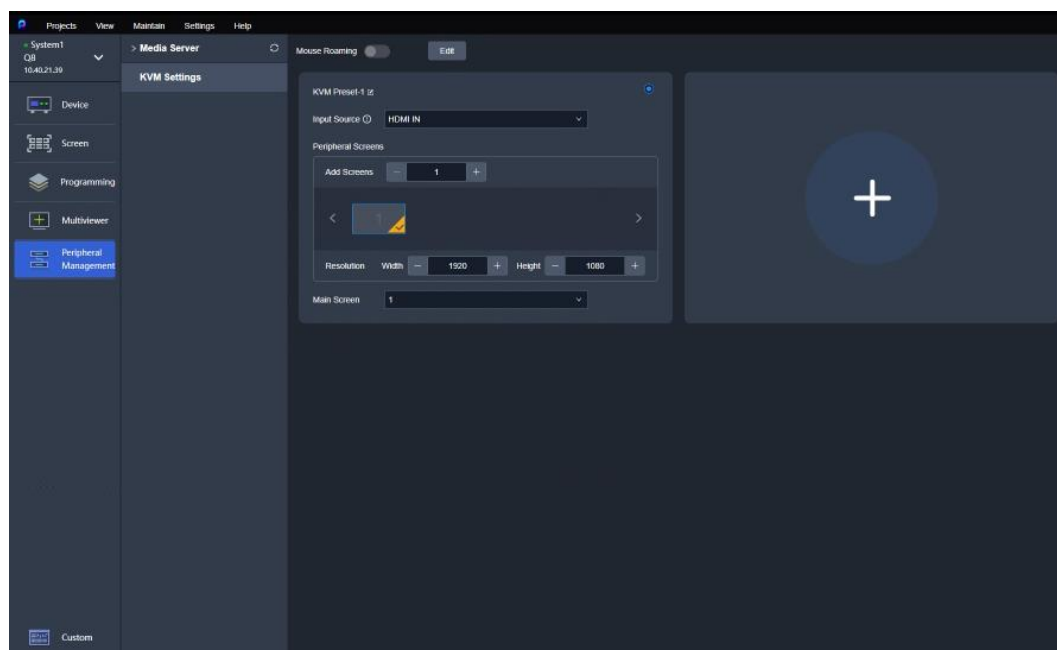 Projects View Maintain Settings Help
System1
Q8
10.40.21.39
Device
Screen
Programming
Multiviewer
Peripheral
Management
Custom
> Media Server
KVM Settings
Mouse Roaming Edit
KVM Preset-1
Input Source HDMI IN
Peripheral Screens
Add Screens − 1 +
1
Resolution Width − 1920 + Height − 1080 +
Main Screen 1